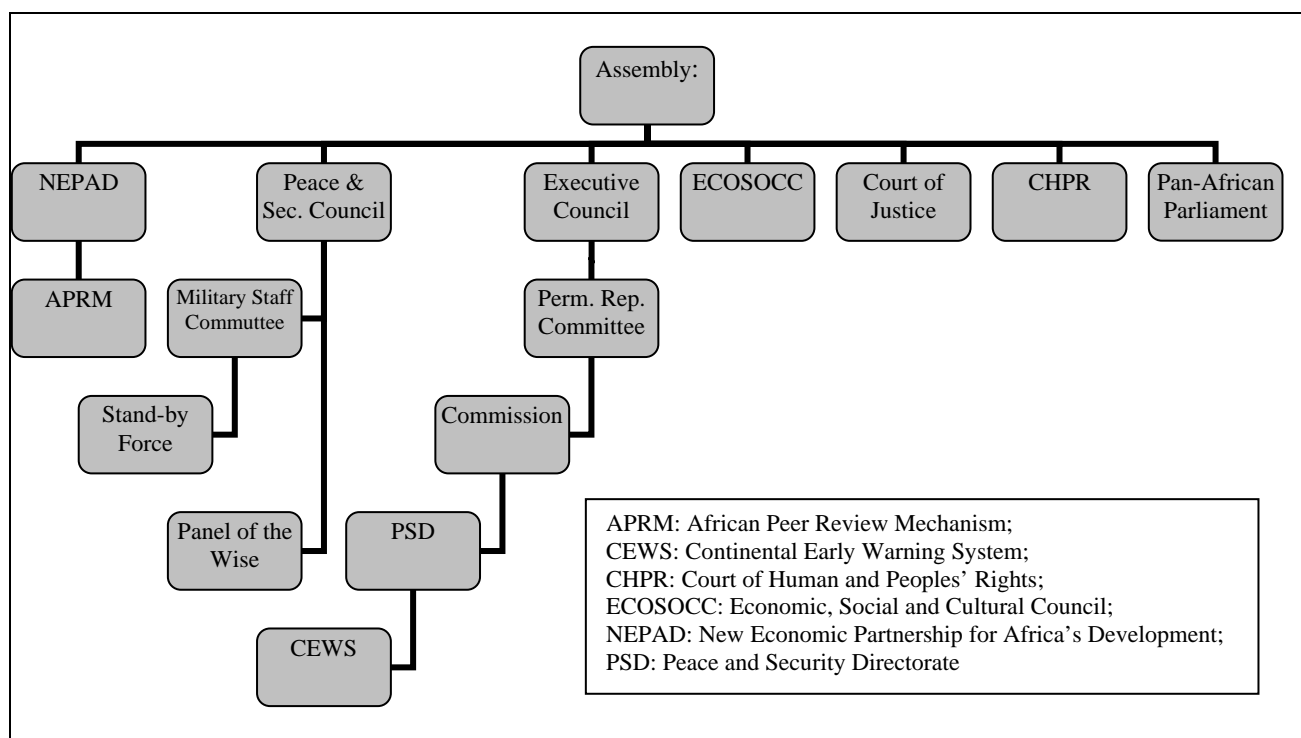 Assembly:
NEPAD
Peace &
Sec. Council
Executive
Council
ECOSOCC
Court of
Justice
CHPR
Pan-African
Parliament
APRM
Military Staff
Commuttee
Perm. Rep.
Committee
Stand-by
Force
Commission
Panel of the
Wise
PSD
CEWS
APRM: African Peer Review Mechanism;
CEWS: Continental Early Warning System;
CHPR: Court of Human and Peoples’ Rights;
ECOSOCC: Economic, Social and Cultural Council;
NEPAD: New Economic Partnership for Africa’s Development;
PSD: Peace and Security Directorate